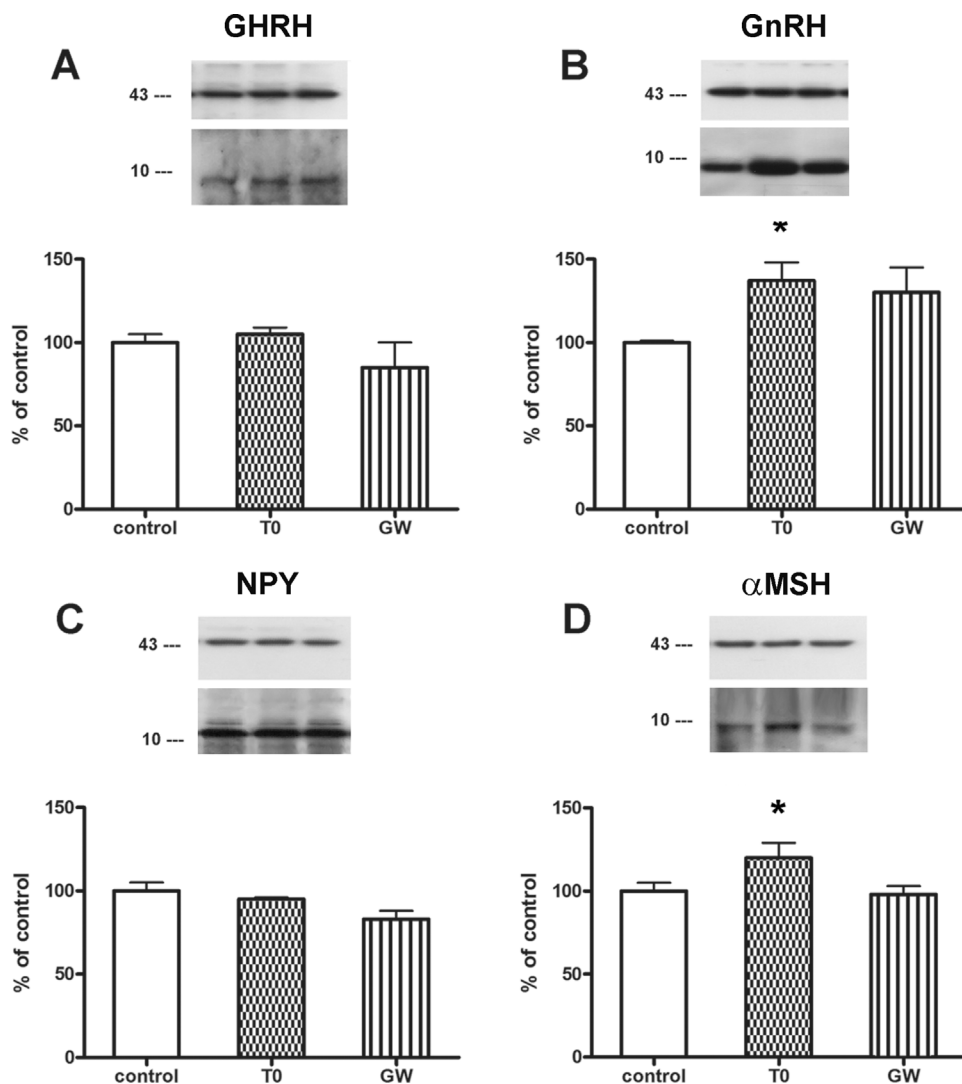 GHRH
A
43 ---
10 ---
150
100
50
0
% of control
control T0 GW
GnRH
B
43 ---
10 ---
*
150
100
50
0
% of control
control T0 GW
NPY
C
43 ---
10 ---
150
100
50
0
% of control
control T0 GW
αMSH
D
43 ---
10 ---
*
150
100
50
0
% of control
control T0 GW